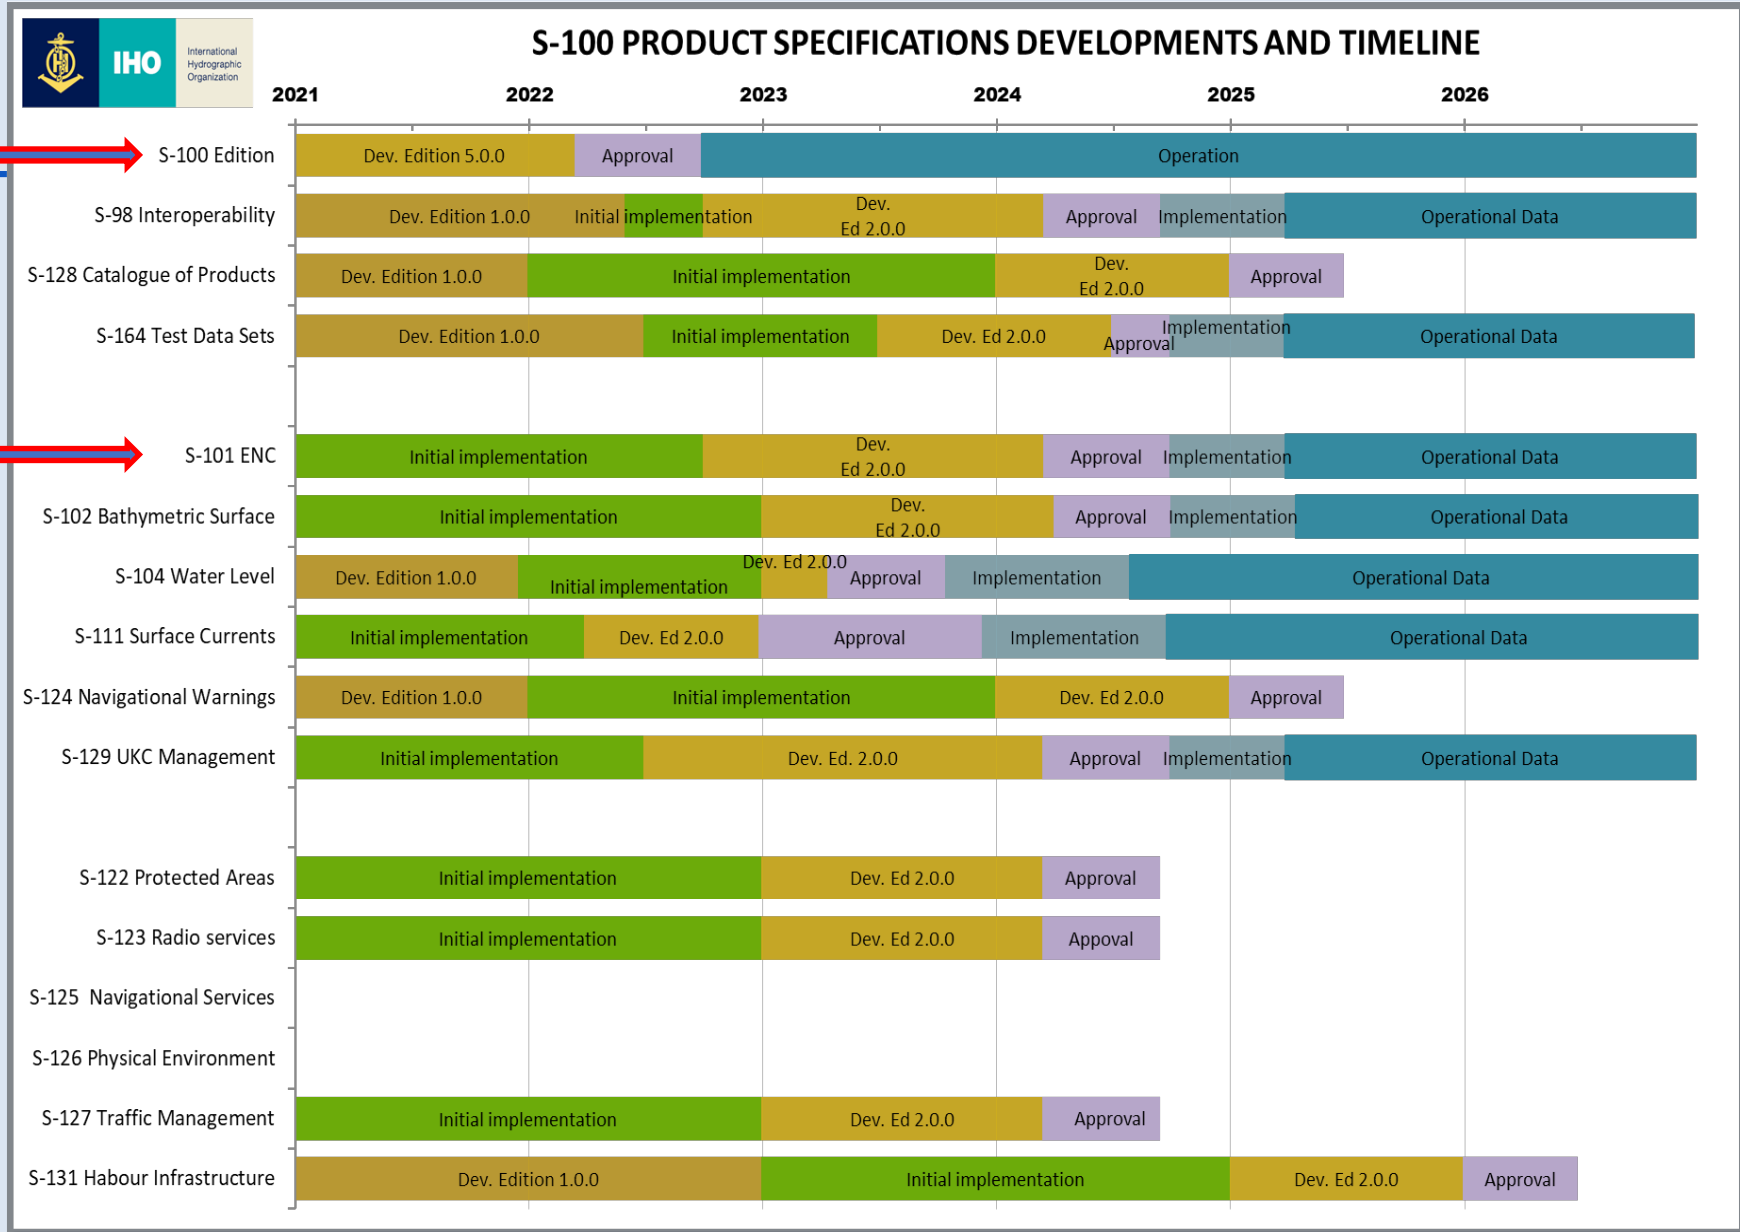 IHO
International
Hydrographic
Organization
S-100 PRODUCT SPECIFICATIONS DEVELOPMENTS AND TIMELINE
2021 2022 2023 2024 2025 2026
S-100 Edition Dev. Edition 5.0.0 Approval Operation
S-98 Interoperability Dev. Edition 1.0.0 Initial implementation Dev.
Ed 2.0.0 Approval Implementation Operational Data
S-128 Catalogue of Products Dev. Edition 1.0.0 Initial implementation Dev.
Ed 2.0.0 Approval
S-164 Test Data Sets Dev. Edition 1.0.0 Initial implementation Dev. Ed 2.0.0 Approval Implementation Operational Data
S-101 ENC Initial implementation Dev.
Ed 2.0.0 Approval Implementation Operational Data
S-102 Bathymetric Surface Initial implementation Dev.
Ed 2.0.0 Approval Implementation Operational Data
S-104 Water Level Dev. Edition 1.0.0 Initial implementation Dev. Ed 2.0.0 Approval Implementation Operational Data
S-111 Surface Currents Initial implementation Dev. Ed 2.0.0 Approval Implementation Operational Data
S-124 Navigational Warnings Dev. Edition 1.0.0 Initial implementation Dev. Ed 2.0.0 Approval
S-129 UKC Management Initial implementation Dev. Ed. 2.0.0 Approval Implementation Operational Data
S-122 Protected Areas Initial implementation Dev. Ed 2.0.0 Approval
S-123 Radio services Initial implementation Dev. Ed 2.0.0 Appoval
S-125 Navigational Services
S-126 Physical Environment
S-127 Traffic Management Initial implementation Dev. Ed 2.0.0 Approval
S-131 Habour Infrastructure Dev. Edition 1.0.0 Initial implementation Dev. Ed 2.0.0 Approval